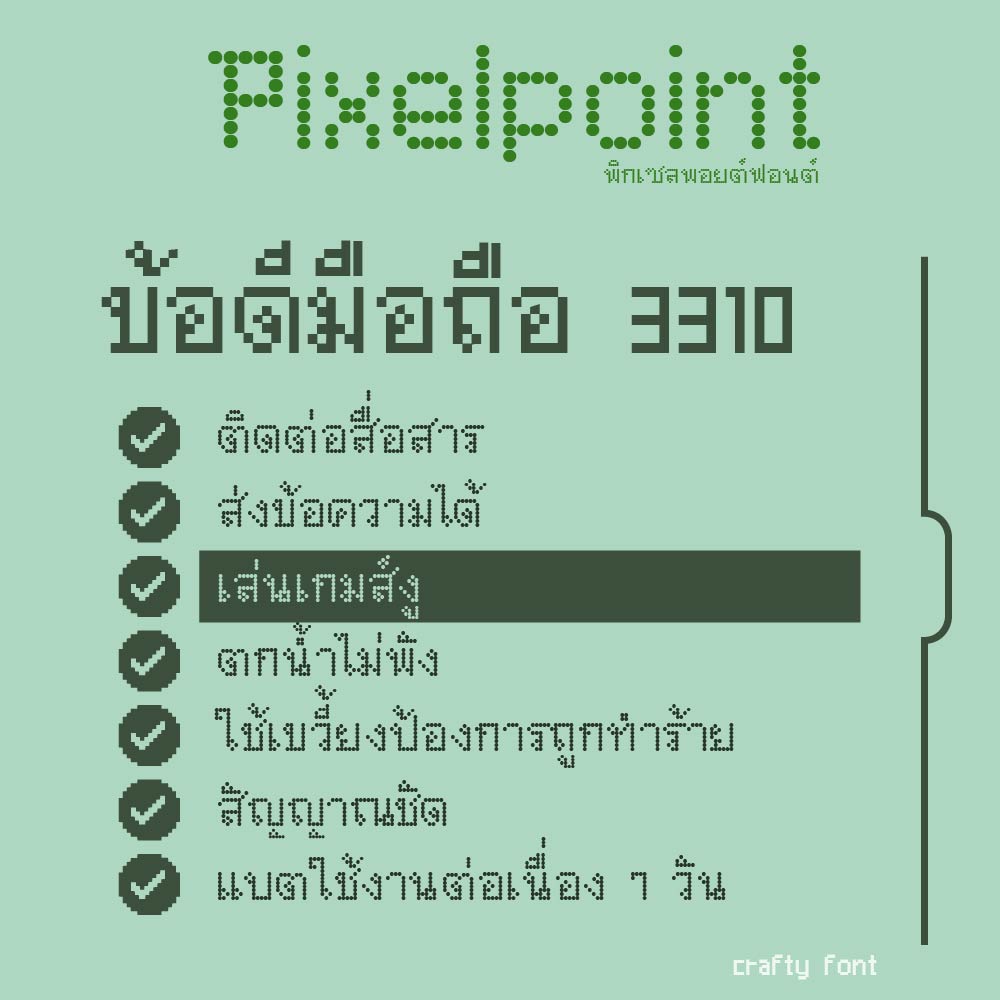 Pixelpoint
พิกเซลพอยต์ฟอนต์
ข้อดีมือถือ 3310
ติดต่อสื่อสาร
ส่งข้อความได้
เล่นเกมส์งู
ตกน้ำไม่พัง
ใช้เขวี้ยงป้องการถูกทำร้าย
สัญญาณชัด
แบตใช้งานต่อเนื่อง 7 วัน
crafty font